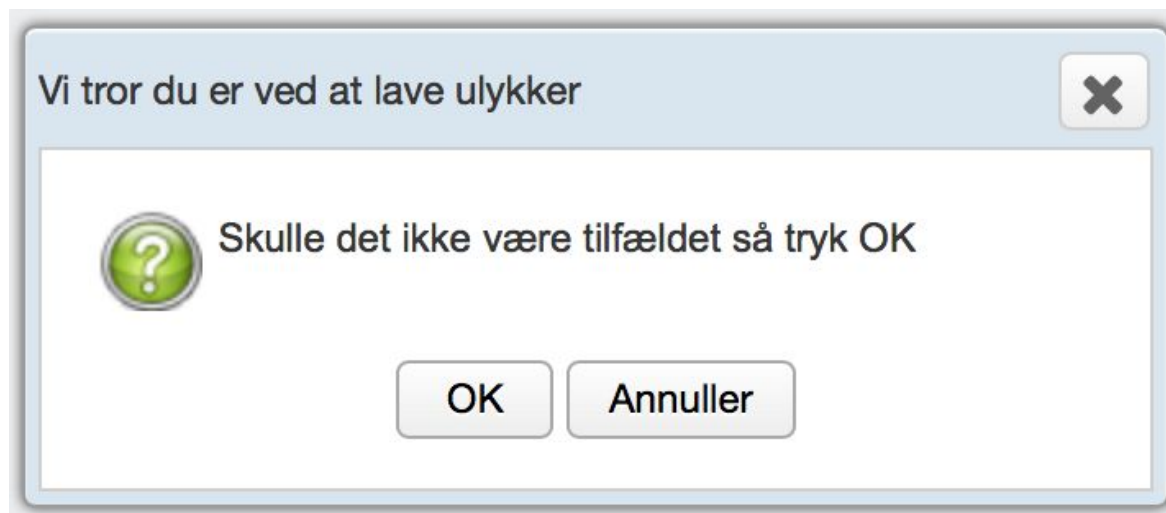 Vi tror du er ved at lave ulykker
Skulle det ikke være tilfældet så tryk OK
OK
Annuller